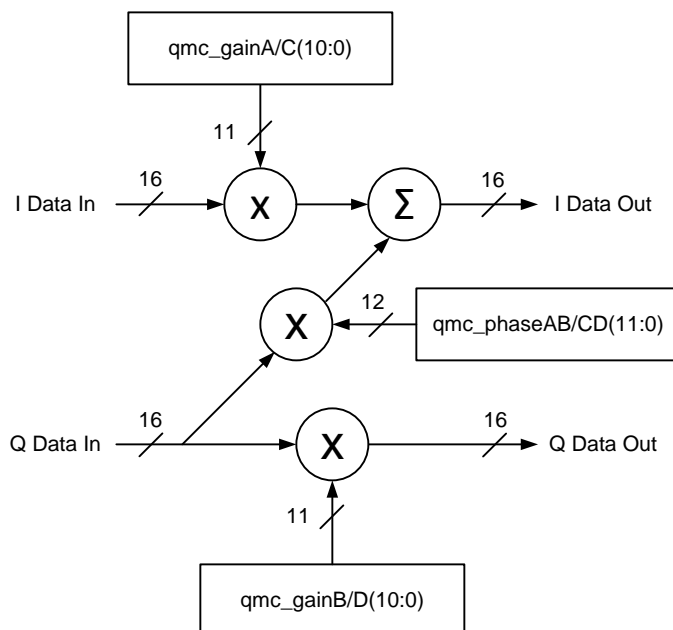 qmc_gainA/C(10:0)
11
I Data In
16
X
Σ
16
I Data Out
X
12
qmc_phaseAB/CD(11:0)
Q Data In
16
X
16
Q Data Out
11
qmc_gainB/D(10:0)